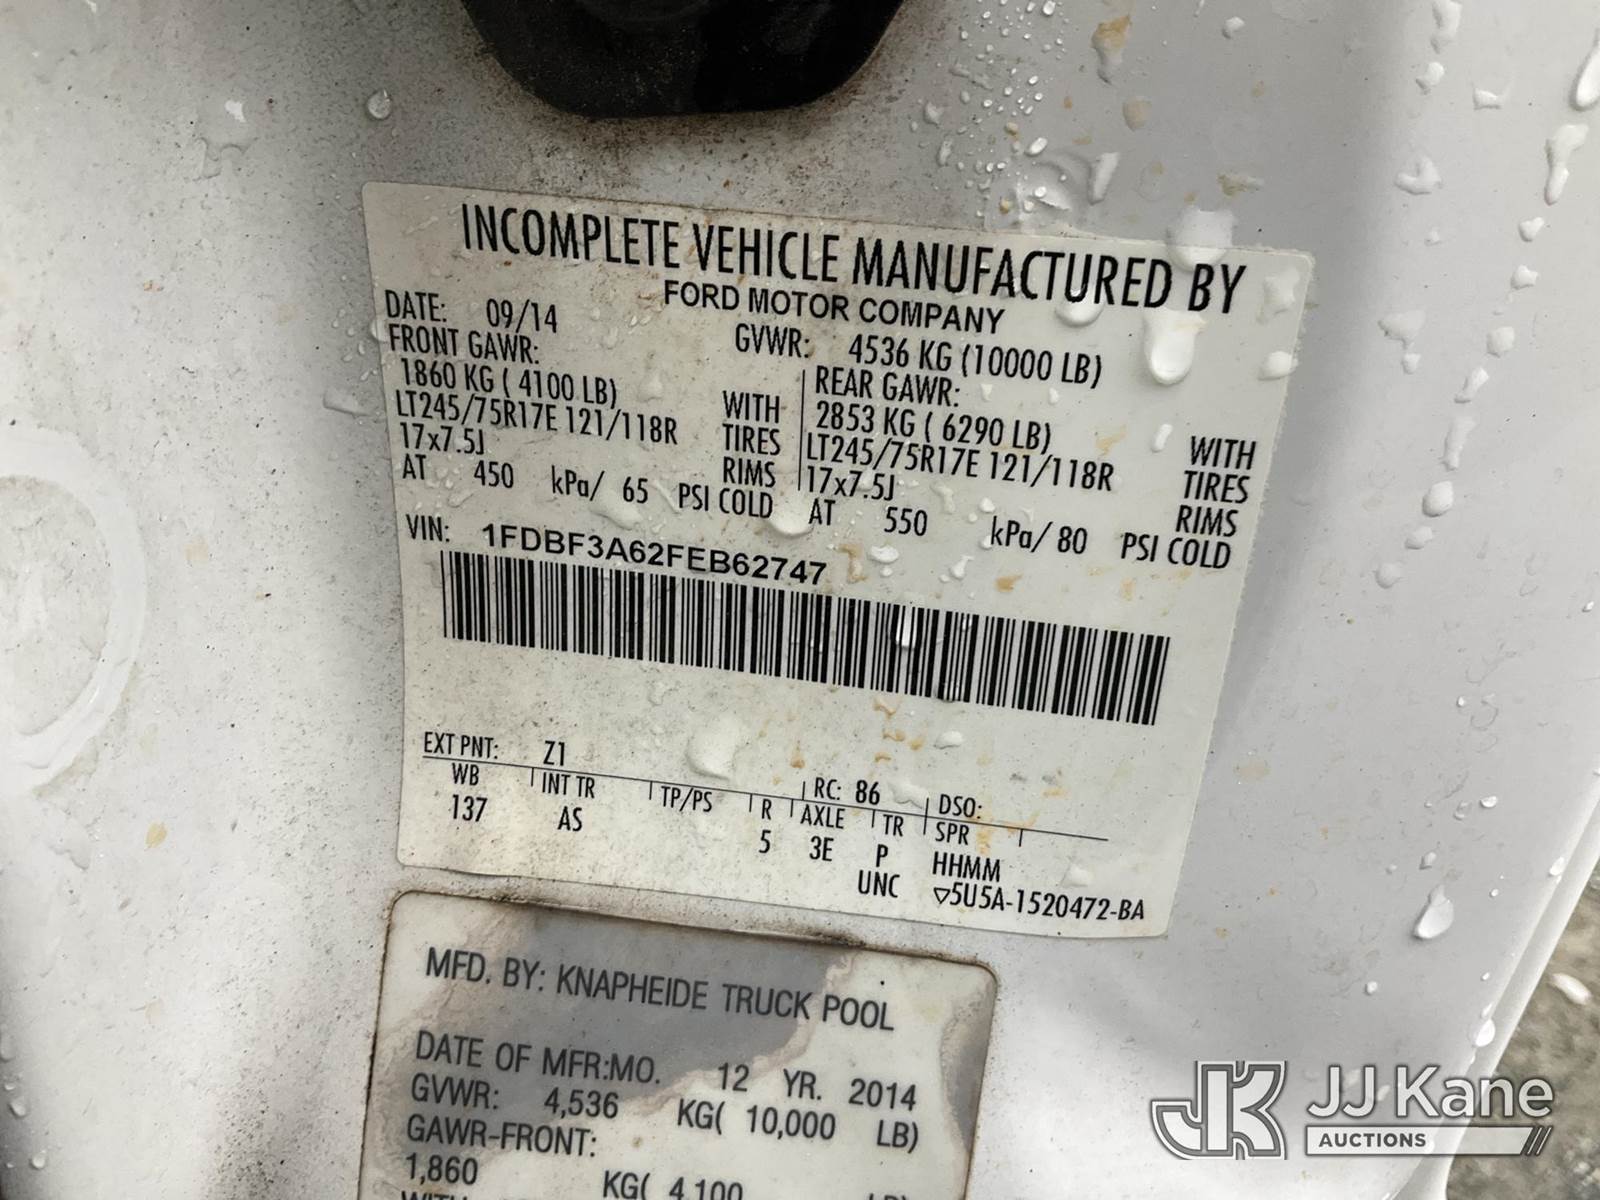 INCOMPLETE VEHICLE MANUFACTURED BY
FORD MOTOR COMPANY
DATE: 09/14 GVWR: 4536 KG (10000 LB)
FRONT GAWR: REAR GAWR:
1860 KG ( 4100 LB) WITH 2853 KG ( 6290 LB) WITH
LT245/75R17E 121/118R TIRES LT245/75R17E 121/118R TIRES
17x7.5J RIMS 17x7.5J RIMS
AT 450 kPa/ 65 PSI COLD AT 550 kPa/ 80 PSI COLD
VIN: 1FDBF3A62FEB62747
EXT PNT: Z1 RC: 86 DSO:
WB INT TR TP/PS R AXLE TR SPR
137 AS 5 3E P HHMM
UNC ▽5U5A-1520472-BA
MFD. BY: KNAPHEIDE TRUCK POOL
DATE OF MFR:MO. 12 YR. 2014
GVWR: 4,536 KG( 10,000 LB)
GAWR-FRONT:
1,860 KG( 4,100 LB)
JK JJ Kane
AUCTIONS